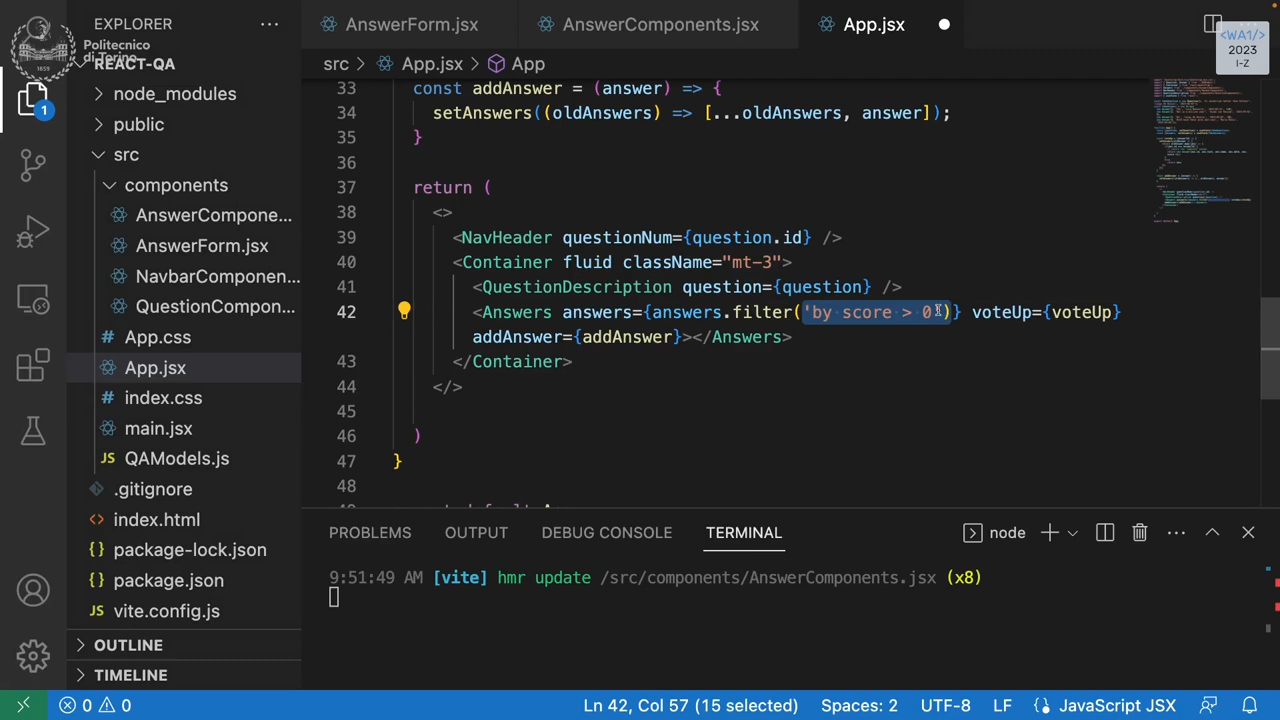 EXPLORER
AnswerForm.jsx
AnswerComponents.jsx
App.jsx
<WA1/>
2023
I-Z
Politecnico
di Torino
1859
REACT-QA
src > App.jsx > App
node_modules
public
src
components
AnswerCompone...
AnswerForm.jsx
NavbarComponen...
QuestionCompon...
App.css
App.jsx
index.css
main.jsx
QAModels.js
.gitignore
index.html
package-lock.json
package.json
vite.config.js
OUTLINE
TIMELINE
1
33 const addAnswer = (answer) => {
34 setAnswers((oldAnswers) => [...oldAnswers, answer]);
35 }
36
37 return (
38 <>
39 <NavHeader questionNum={question.id} />
40 <Container fluid className="mt-3">
41 <QuestionDescription question={question} />
42 <Answers answers={answers.filter('by score > 0')} voteUp={voteUp}
addAnswer={addAnswer}></Answers>
43 </Container>
44 </>
45
46 )
47 }
48
PROBLEMS OUTPUT DEBUG CONSOLE TERMINAL
node
9:51:49 AM [vite] hmr update /src/components/AnswerComponents.jsx (x8)
0 0
Ln 42, Col 57 (15 selected) Spaces: 2 UTF-8 LF JavaScript JSX